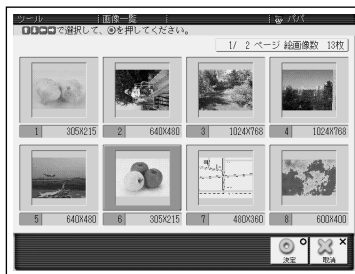 ツール 画像一覧 パパ
で選択して、◎を押してください。
1/ 2 ページ 総画像数 13枚
1 305X215 2 640X480 3 1024X768 4 1024X768
5 640X480 6 305X215 7 480X360 8 600X400
決定 取消